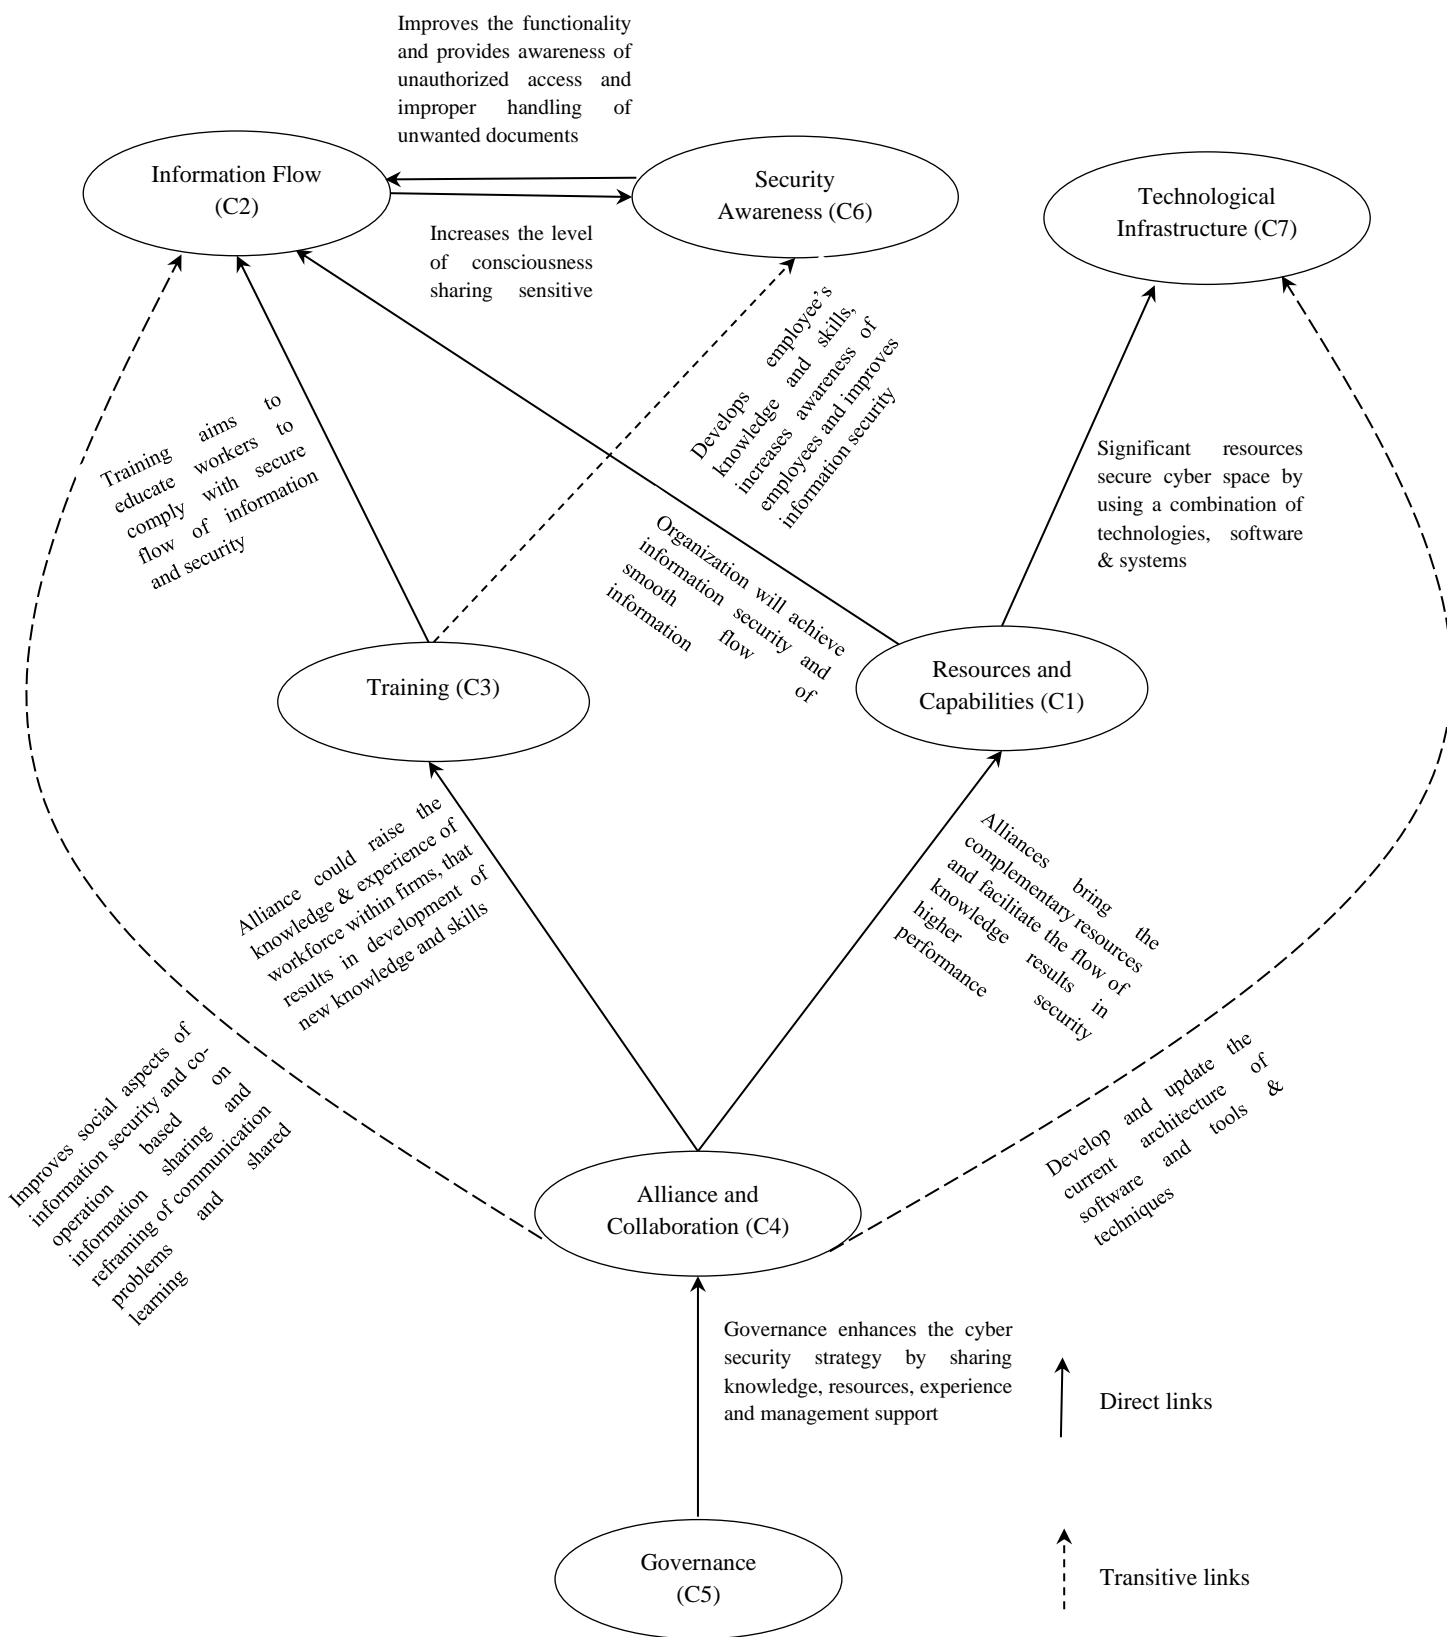 Improves the functionality
and provides awareness of
unauthorized access and
improper handling of
unwanted documents
Information Flow
(C2)
Security
Awareness (C6)
Technological
Infrastructure (C7)
Increases the level
of consciousness
sharing sensitive
Develops employee’s
knowledge and skills,
increases awareness of
employees and improves
information security
Training aims to
educate workers to
comply with secure
flow of information
and security
Significant resources
secure cyber space by
using a combination of
technologies, software
& systems
Organization will achieve
information security and
smooth flow of
information
Training (C3)
Resources and
Capabilities (C1)
Alliance could raise the
knowledge & experience of
workforce within firms, that
results in development of
new knowledge and skills
Alliances bring the
complementary resources
and facilitate the flow of
knowledge results in
higher security
performance
Improves social aspects of
information security and co-
operation based on
information sharing and
reframing of communication
problems and shared
learning
Develop and update the
current architecture of
software and tools &
techniques
Alliance and
Collaboration (C4)
Governance enhances the cyber
security strategy by sharing
knowledge, resources, experience
and management support
Direct links
Governance
(C5)
Transitive links